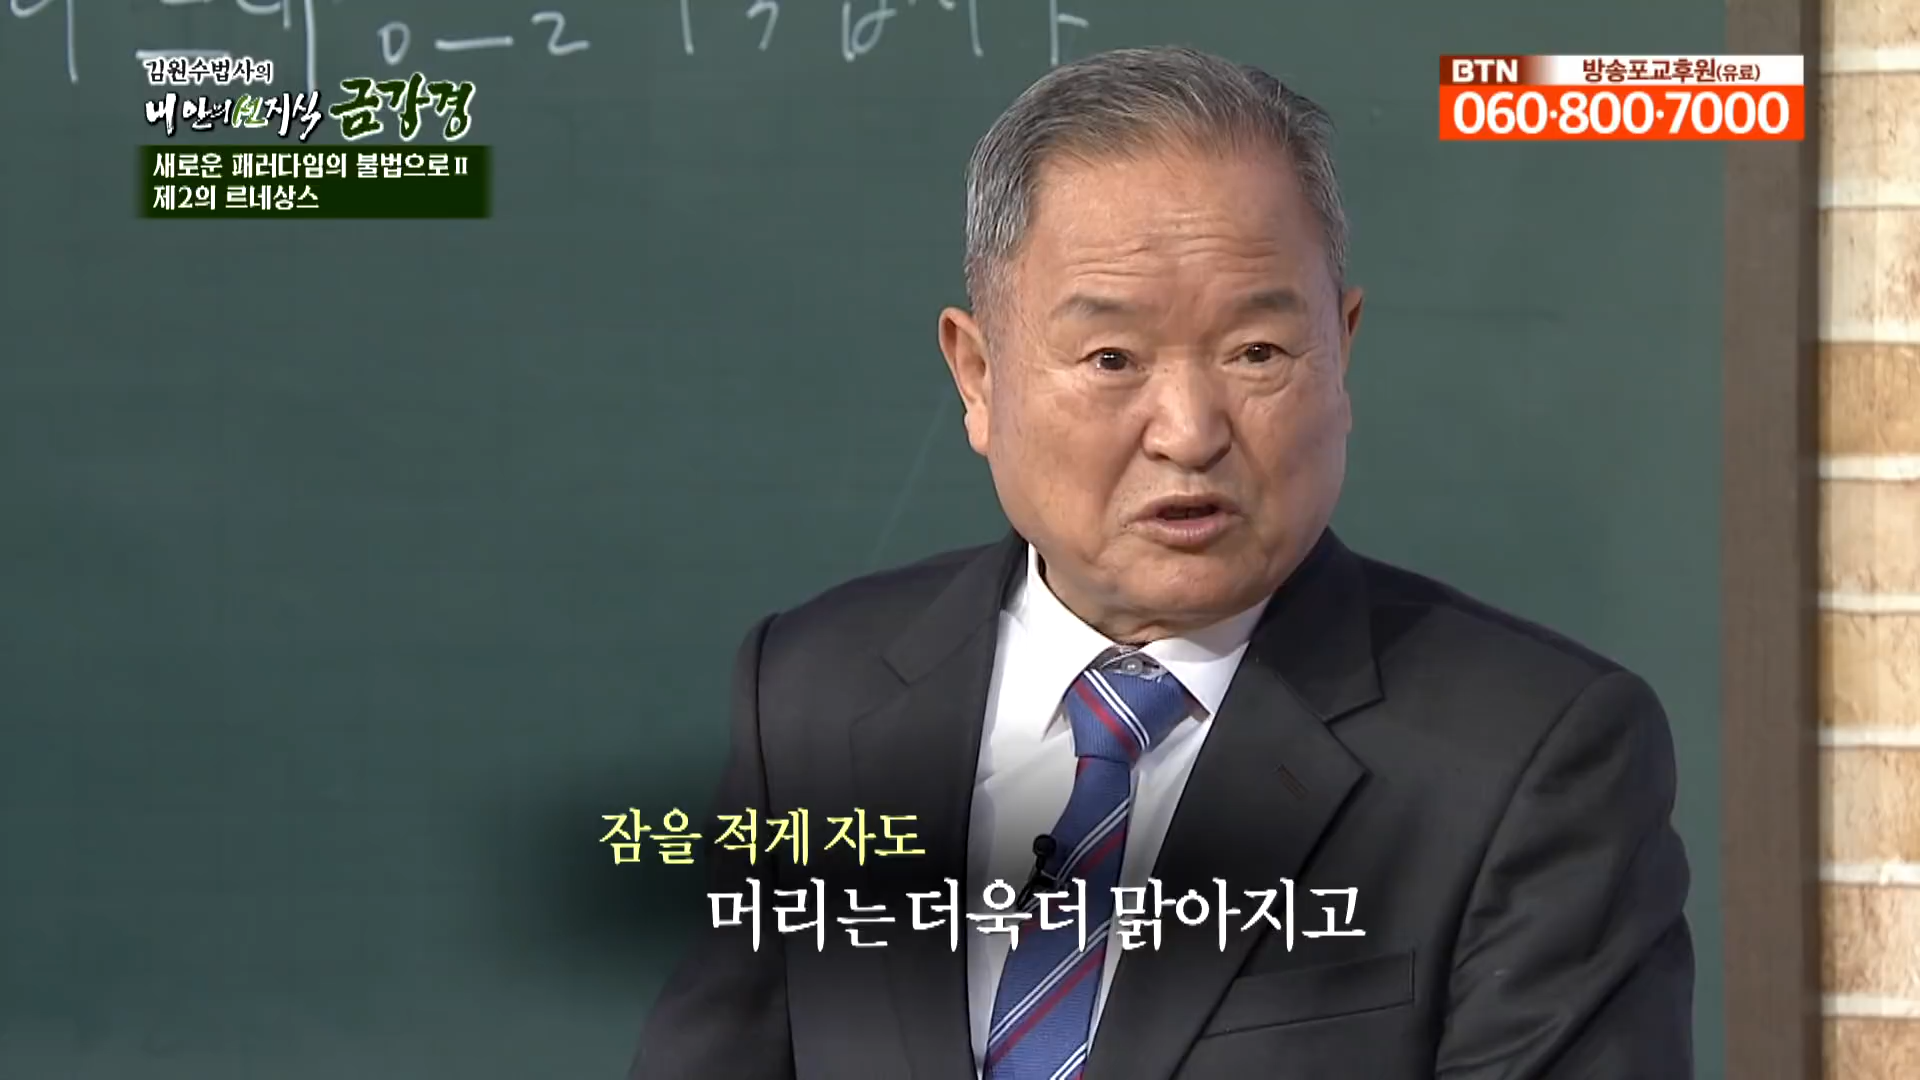 김원수법사의
내 안의 선지식 금강경
새로운 패러다임의 불법으로 Ⅱ
제2의 르네상스
BTN 방송포교후원(유료)
060·800·7000
잠을 적게 자도
머리는 더욱더 맑아지고